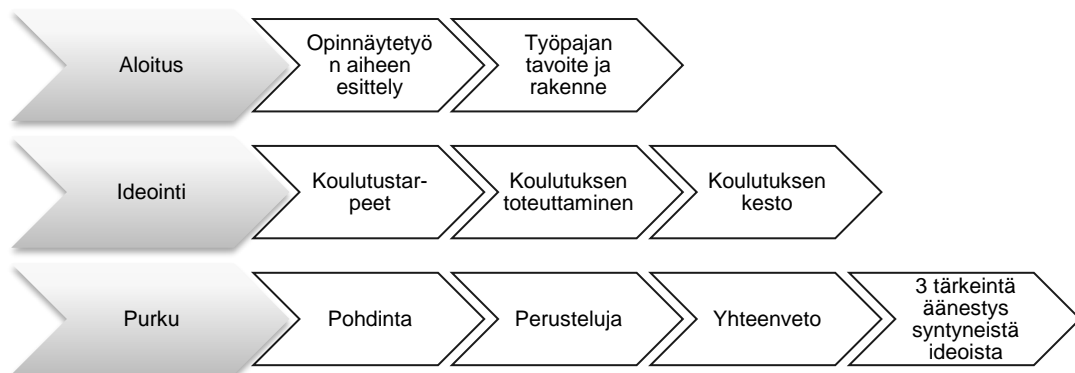 Aloitus
Opinnäytetyö
n aiheen
esittely
Työpajan
tavoite ja
rakenne
Ideointi
Koulutustar-
peet
Koulutuksen
toteuttaminen
Koulutuksen
kesto
Purku
Pohdinta
Perusteluja
Yhteenveto
3 tärkeintä
äänestys
syntyneistä
ideoista